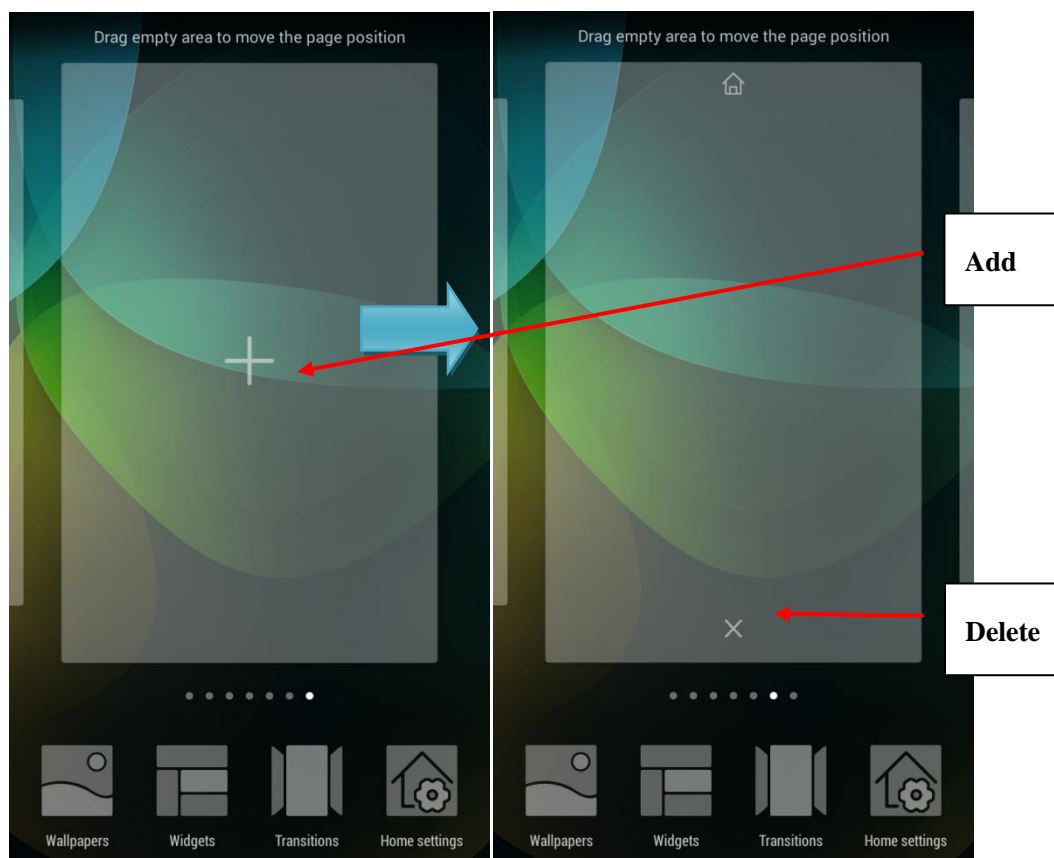 Drag empty area to move the page position
Wallpapers Widgets Transitions Home settings
Drag empty area to move the page position
Wallpapers Widgets Transitions Home settings
Add
Delete